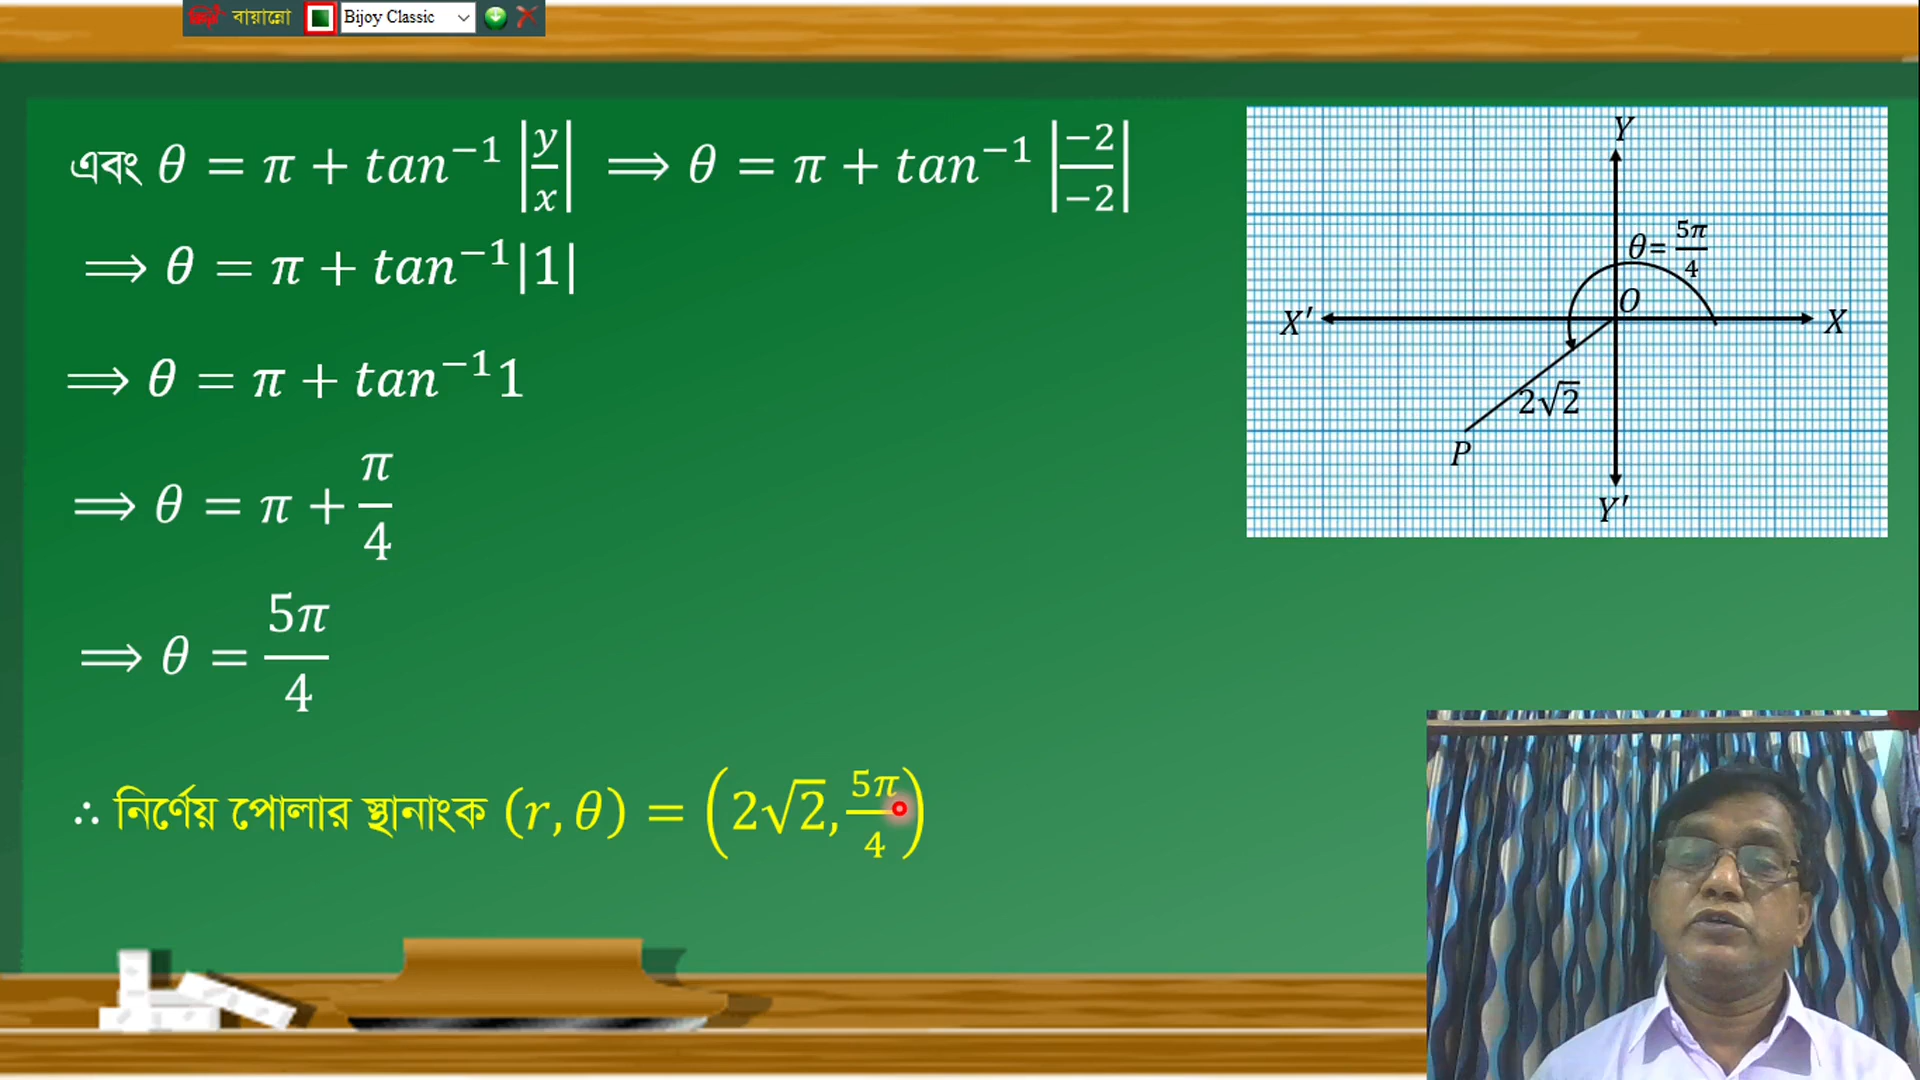 বায়ান্নো Bijoy Classic
এবং θ = π + tan⁻¹ |y/x| ⟹ θ = π + tan⁻¹ |−2/−2|
⟹ θ = π + tan⁻¹|1|
⟹ θ = π + tan⁻¹1
⟹ θ = π + π/4
⟹ θ = 5π/4
∴ নির্ণেয় পোলার স্থানাংক (r, θ) = (2√2, 5π/4)
Y
θ= 5π/4
O
X′ X
2√2
P
Y′